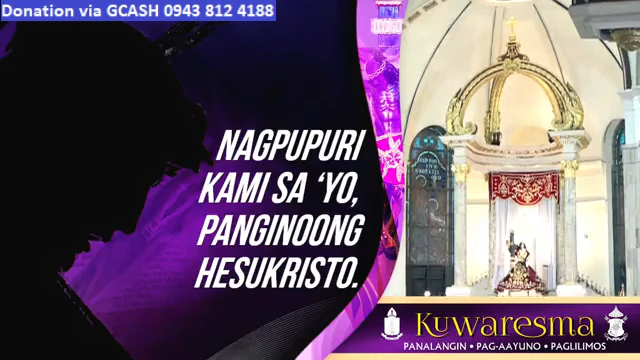 Donation via GCASH 0943 812 4188
NAGPUPURI
KAMI SA ‘YO,
PANGINOONG
HESUKRISTO.
Kuwaresma
PANALANGIN • PAG-AAYUNO • PAGLILIMOS